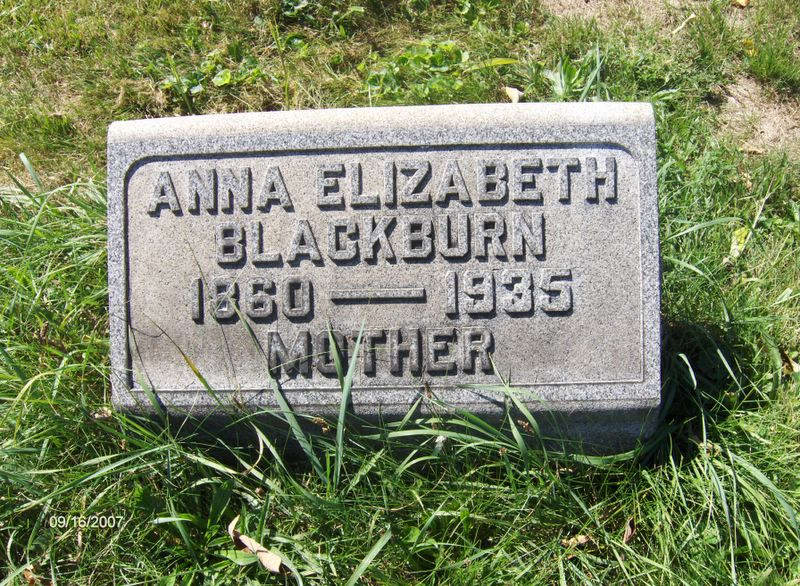 ANNA ELIZABETH
BLACKBURN
1860 — 1935
MOTHER
09/16/2007